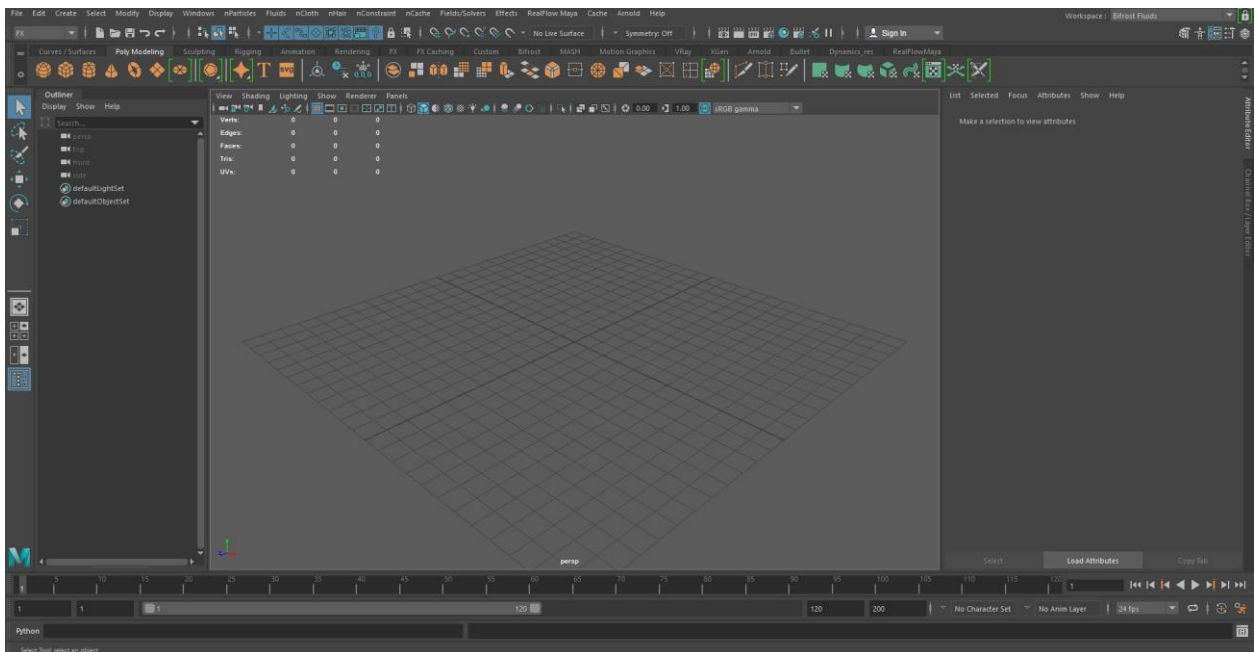 File Edit Create Select Modify Display Windows nParticles Fluids nCloth nHair nConstraint nCache Fields/Solvers Effects RealFlow Maya Cache Arnold Help
Workspace : Bifrost Fluids
FX No Live Surface Symmetry: Off Sign In
Curves / Surfaces Poly Modeling Sculpting Rigging Animation Rendering FX FX Caching Custom Bifrost MASH Motion Graphics VRay XGen Arnold Bullet Dynamics_res RealFlowMaya
T SVG
Outliner
Display Show Help
Search...
persp
top
front
side
defaultLightSet
defaultObjectSet
View Shading Lighting Show Renderer Panels
0.00 1.00 sRGB gamma
Verts: 0 0 0
Edges: 0 0 0
Faces: 0 0 0
Tris: 0 0 0
UVs: 0 0 0
persp
List Selected Focus Attributes Show Help
Make a selection to view attributes
Attribute Editor
Channel Box / Layer Editor
Select Load Attributes Copy Tab
M
1 5 10 15 20 25 30 35 40 45 50 55 60 65 70 75 80 85 90 95 100 105 110 115 120 1
1 1 1 120 120 200 No Character Set No Anim Layer 24 fps
Python
Select Tool: select an object